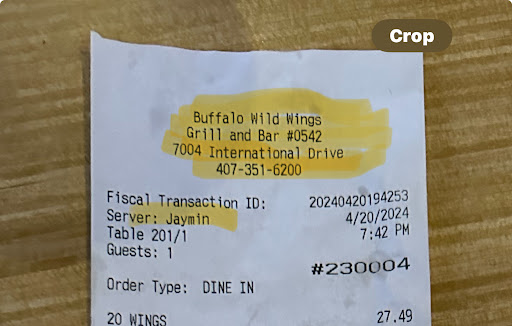 Crop
Buffalo Wild Wings
Grill and Bar #0542
7004 International Drive
407-351-6200
Fiscal Transaction ID: 20240420194253
Server: Jaymin 4/20/2024
Table 201/1 7:42 PM
Guests: 1
#230004
Order Type: DINE IN
20 WINGS 27.49